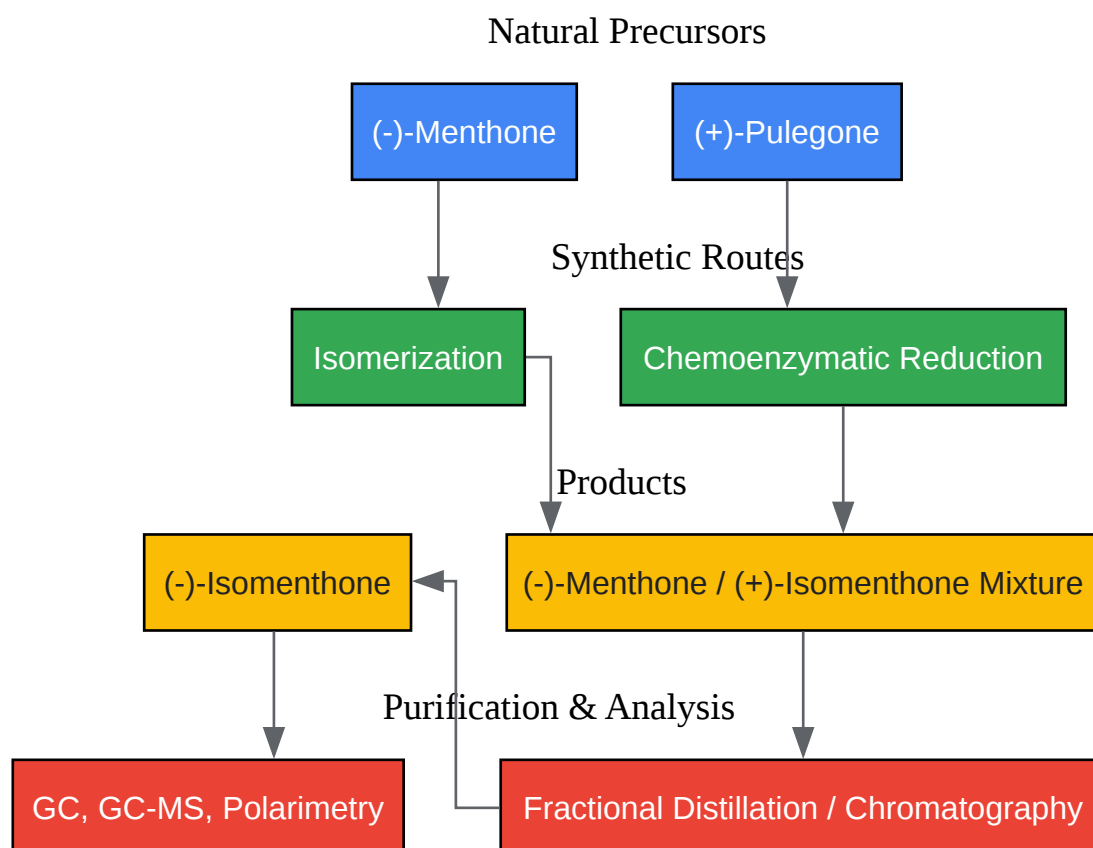 Natural Precursors
(-)-Menthone
(+)-Pulegone
Synthetic Routes
Isomerization
Chemoenzymatic Reduction
Products
(-)-Isomenthone
(-)-Menthone / (+)-Isomenthone Mixture
Purification & Analysis
GC, GC-MS, Polarimetry
Fractional Distillation / Chromatography